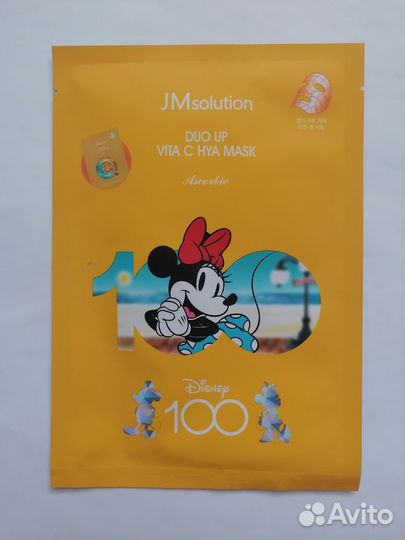 JMsolution
DUO UP
VITA C HYA MASK
Ascorbic
100
Disney
100
Avito